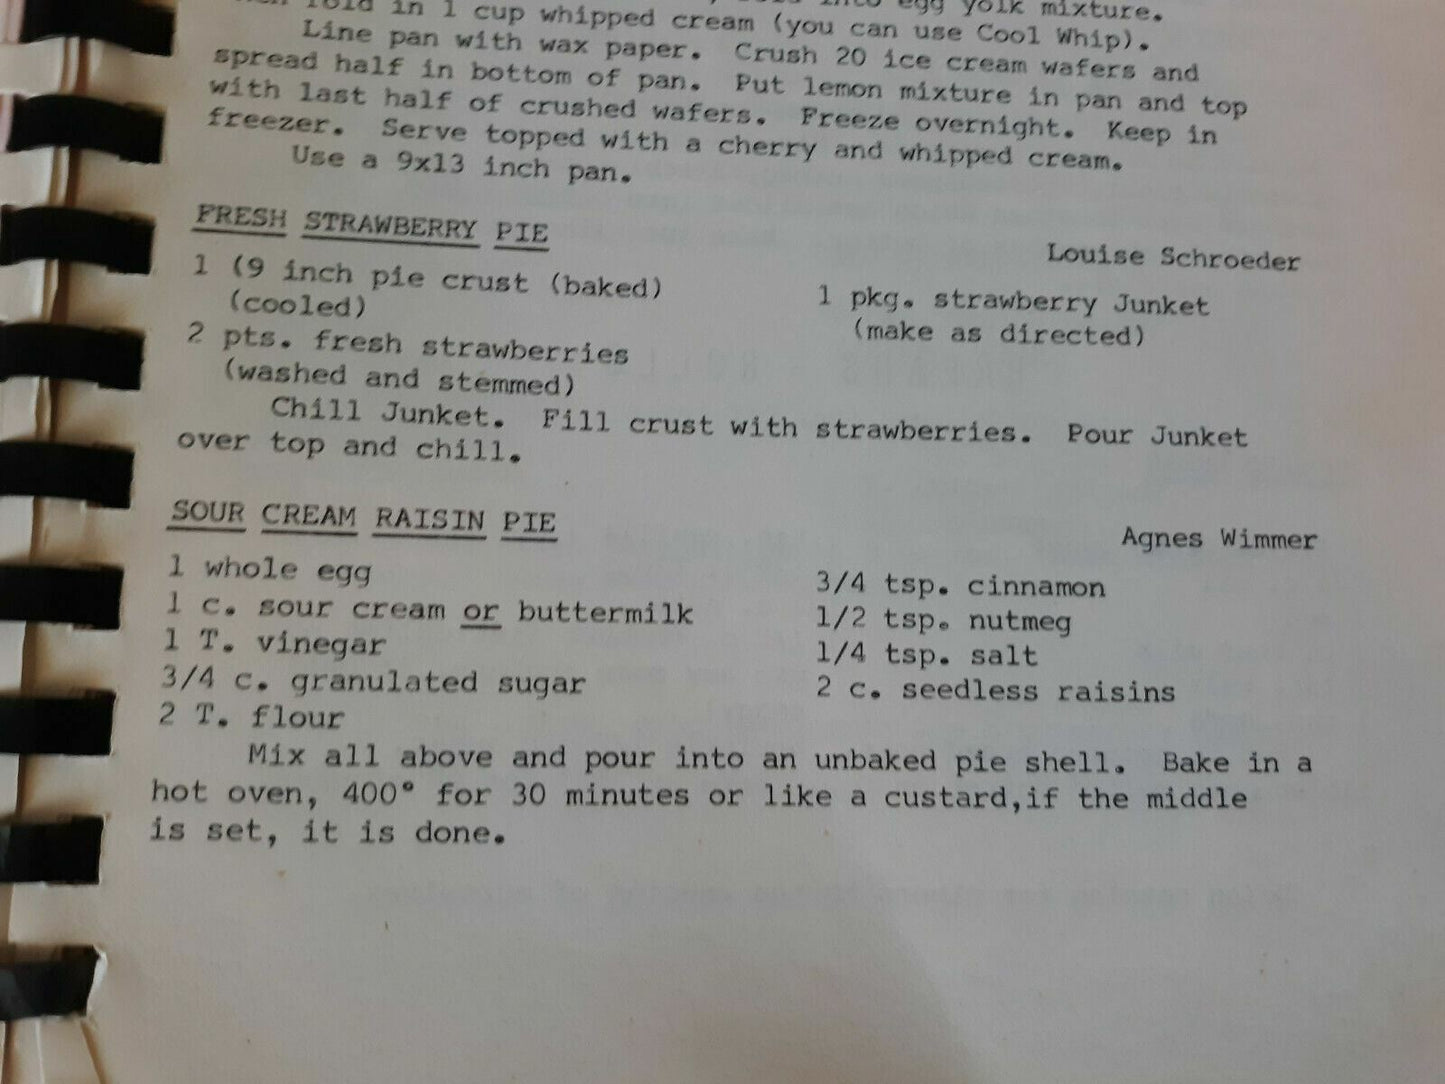 fold in 1 cup whipped cream (you can use Cool Whip).
Line pan with wax paper. Crush 20 ice cream wafers and
spread half in bottom of pan. Put lemon mixture in pan and top
with last half of crushed wafers. Freeze overnight. Keep in
freezer. Serve topped with a cherry and whipped cream.
Use a 9x13 inch pan.
FRESH STRAWBERRY PIE
Louise Schroeder
1 (9 inch pie crust (baked)
(cooled)
2 pts. fresh strawberries
(washed and stemmed)
1 pkg. strawberry Junket
(make as directed)
Chill Junket. Fill crust with strawberries. Pour Junket
over top and chill.
SOUR CREAM RAISIN PIE
Agnes Wimmer
1 whole egg
1 c. sour cream or buttermilk
1 T. vinegar
3/4 c. granulated sugar
2 T. flour
3/4 tsp. cinnamon
1/2 tsp. nutmeg
1/4 tsp. salt
2 c. seedless raisins
Mix all above and pour into an unbaked pie shell. Bake in a
hot oven, 400° for 30 minutes or like a custard,if the middle
is set, it is done.